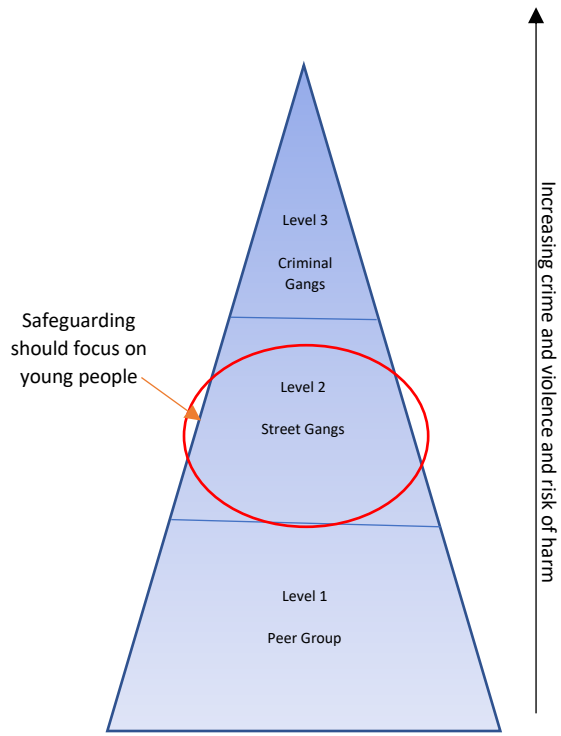 Level 3
Criminal
Gangs
Safeguarding
should focus on
young people
Level 2
Street Gangs
Level 1
Peer Group
Increasing crime and violence and risk of harm